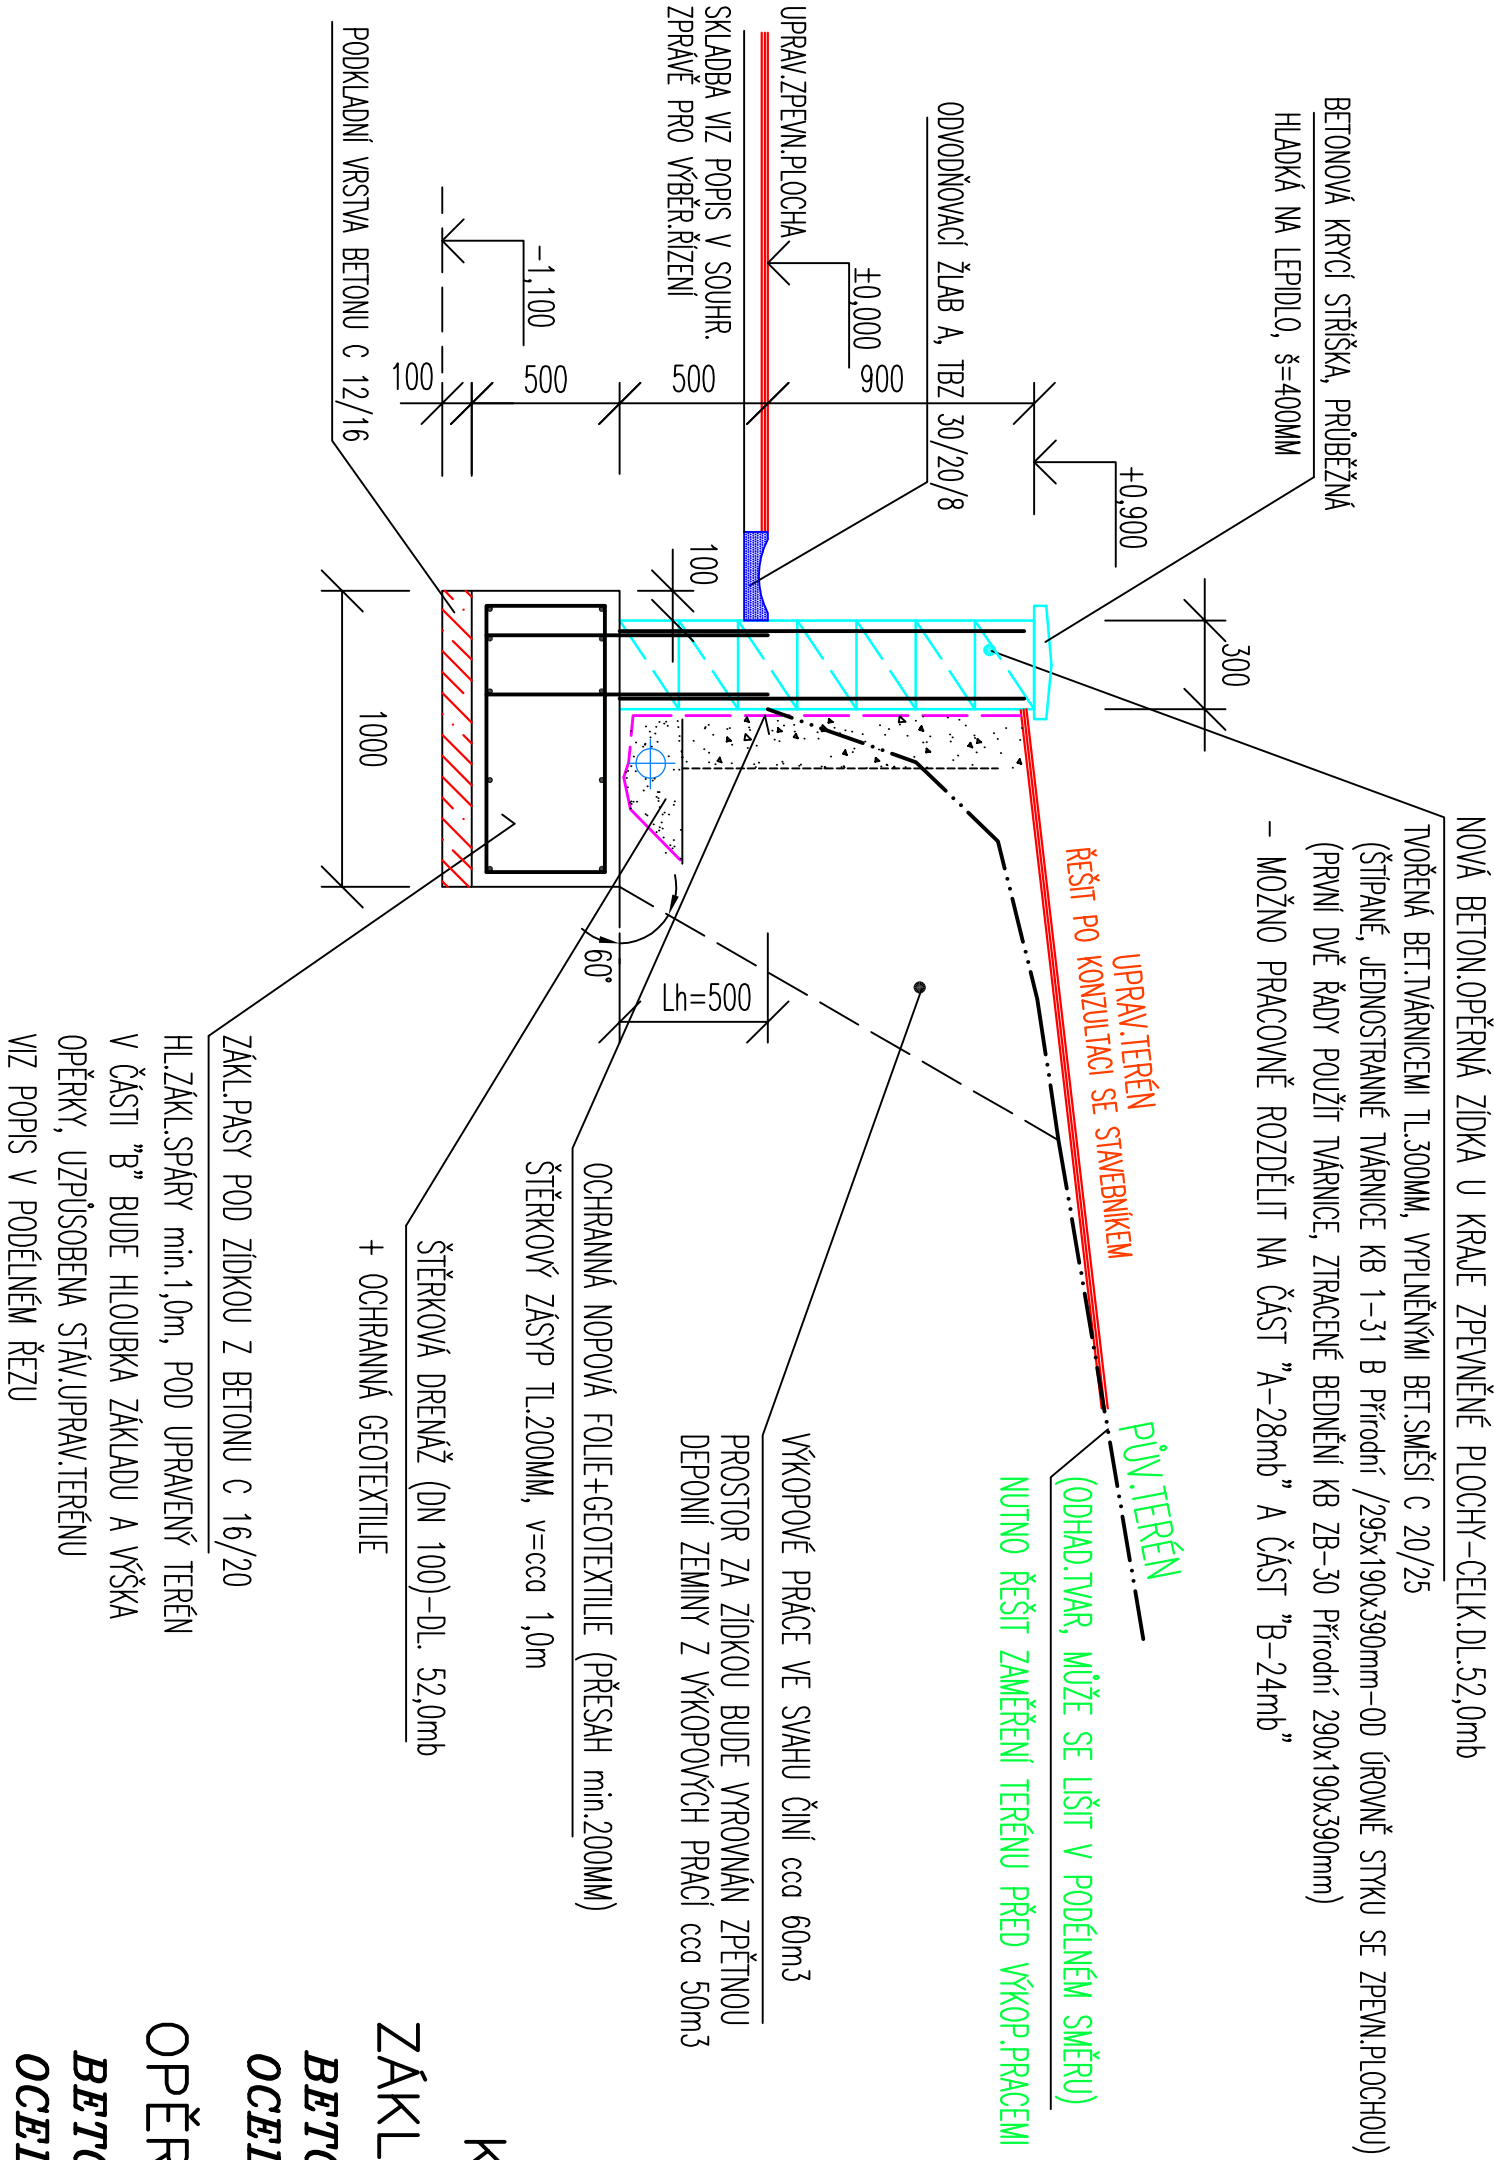 NOVÁ BETON.OPĚRNÁ ZÍDKA U KRAJE ZPEVNĚNÉ PLOCHY-CELK.DL.52,0mb
TVOŘENÁ BET.TVÁRNICEMI TL.300MM, VYPLNĚNÝMI BET.SMĚSÍ C 20/25
(ŠTÍPANÉ, JEDNOSTRANNÉ TVÁRNICE KB 1-31 B Přírodní /295x190x390mm-OD ÚROVNĚ STYKU SE ZPEVN.PLOCHOU)
(PRVNÍ DVĚ ŘADY POUŽÍT TVÁRNICE, ZTRACENÉ BEDNĚNÍ KB ZB-30 Přírodní 290x190x390mm)
- MOŽNO PRACOVNĚ ROZDĚLIT NA ČÁST "A-28mb" A ČÁST "B-24mb"
BETONOVÁ KRYCÍ STŘÍŠKA, PRŮBĚŽNÁ
HLADKÁ NA LEPIDLO, š=400MM
300
+0,900
PŮV.TERÉN
UPRAV.TERÉN
ŘEŠIT PO KONZULTACI SE STAVEBNÍKEM
(ODHAD.TVAR, MŮŽE SE LIŠIT V PODÉLNÉM SMĚRU)
NUTNO ŘEŠIT ZAMĚŘENÍ TERÉNU PŘED VÝKOP.PRACEMI
ODVODŇOVACÍ ŽLAB A, TBZ 30/20/8
±0,000
900
UPRAV.ZPEVN.PLOCHA
SKLADBA VIZ POPIS V SOUHR.
ZPRÁVĚ PRO VÝBĚR.ŘÍZENÍ
500
100
Lh=500
60°
VÝKOPOVÉ PRÁCE VE SVAHU ČINÍ cca 60m3
PROSTOR ZA ZÍDKOU BUDE VYROVNÁN ZPĚTNOU
DEPONIÍ ZEMINY Z VÝKOPOVÝCH PRACÍ cca 50m3
OCHRANNÁ NOPOVÁ FOLIE+GEOTEXTILIE (PŘESAH min.200MM)
ŠTĚRKOVÝ ZÁSYP TL.200MM, v=cca 1,0m
-1,100
500
100
1000
ŠTĚRKOVÁ DRENÁŽ (DN 100)-DL. 52,0mb
+ OCHRANNÁ GEOTEXTILIE
PODKLADNÍ VRSTVA BETONU C 12/16
ZÁKL.PASY POD ZÍDKOU Z BETONU C 16/20
HL.ZÁKL.SPÁRY min.1,0m, POD UPRAVENÝ TERÉN
V ČÁSTI "B" BUDE HLOUBKA ZÁKLADU A VÝŠKA
OPĚRKY, UZPŮSOBENA STÁV.UPRAV.TERÉNU
VIZ POPIS V PODÉLNÉM ŘEZU
ZÁKL
OPĚR